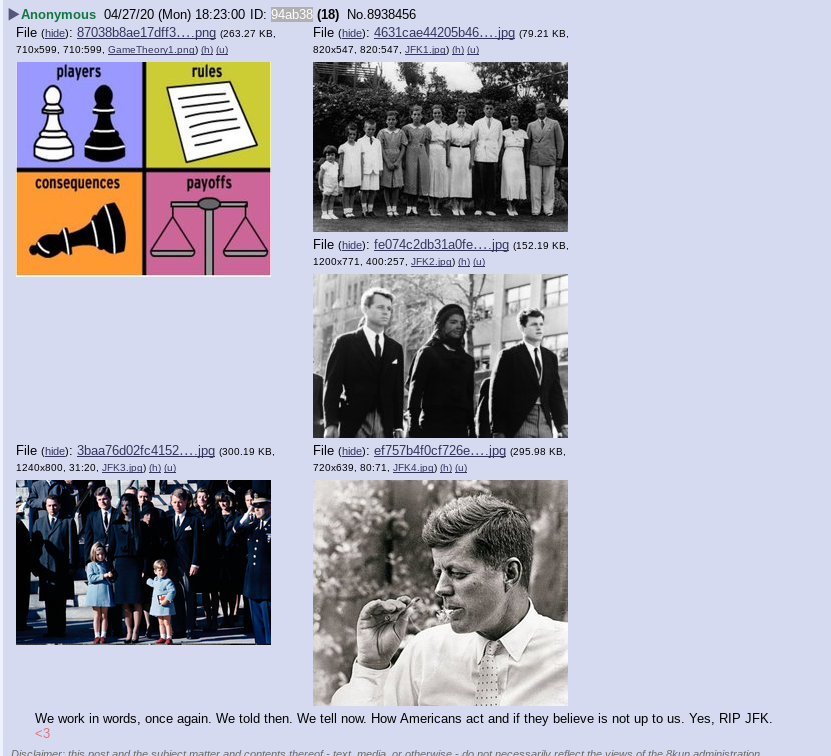 ▶Anonymous 04/27/20 (Mon) 18:23:00 ID: 94ab38 (18) No.8938456
File (hide): 87038b8ae17dff3….png (263.27 KB, 710x599, 710:599, GameTheory1.png) (h) (u)
players
rules
consequences
payoffs
File (hide): 4631cae44205b46….jpg (79.21 KB, 820x547, 820:547, JFK1.jpg) (h) (u)
File (hide): fe074c2db31a0fe….jpg (152.19 KB, 1200x771, 400:257, JFK2.jpg) (h) (u)
File (hide): 3baa76d02fc4152….jpg (300.19 KB, 1240x800, 31:20, JFK3.jpg) (h) (u)
File (hide): ef757b4f0cf726e….jpg (295.98 KB, 720x639, 80:71, JFK4.jpg) (h) (u)
We work in words, once again. We told then. We tell now. How Americans act and if they believe is not up to us. Yes, RIP JFK.
<3
Disclaimer: this post and the subject matter and contents thereof - text, media, or otherwise - do not necessarily reflect the views of the 8kun administration.